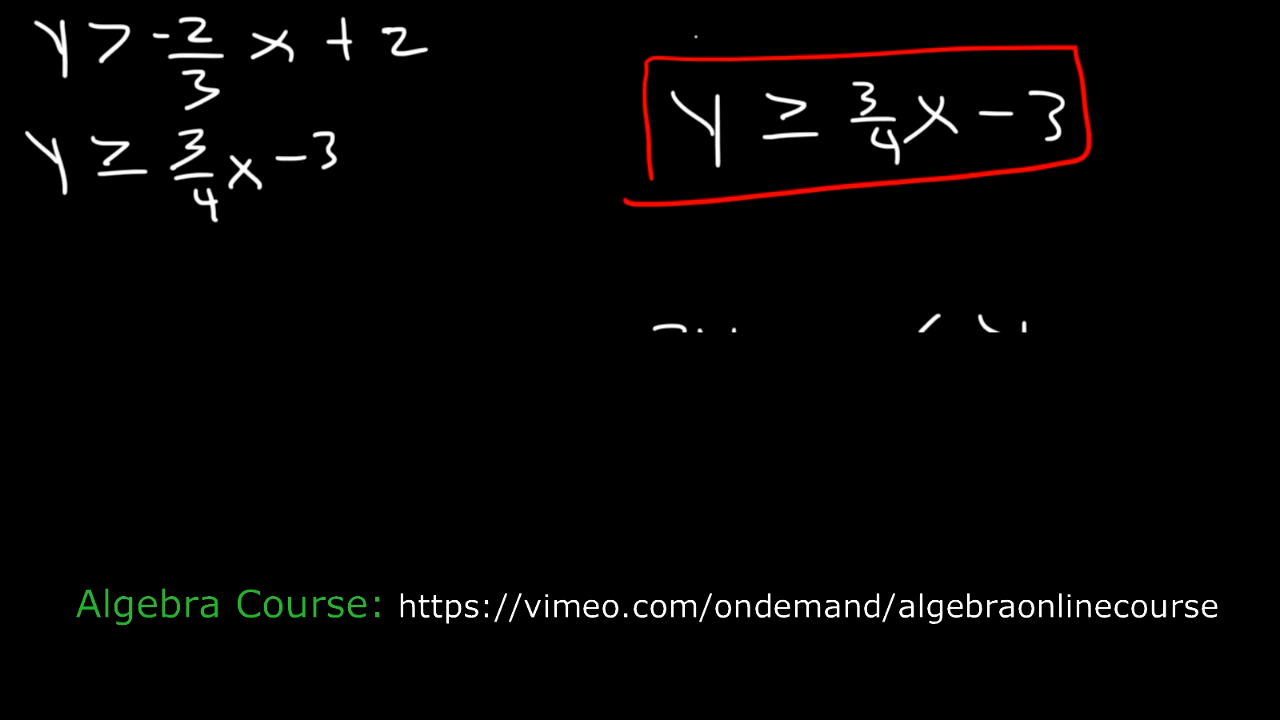 y > -2/3 x + 2
y ≥ 3/4 x - 3
y ≥ 3/4 x - 3
Algebra Course: https://vimeo.com/ondemand/algebraonlinecourse